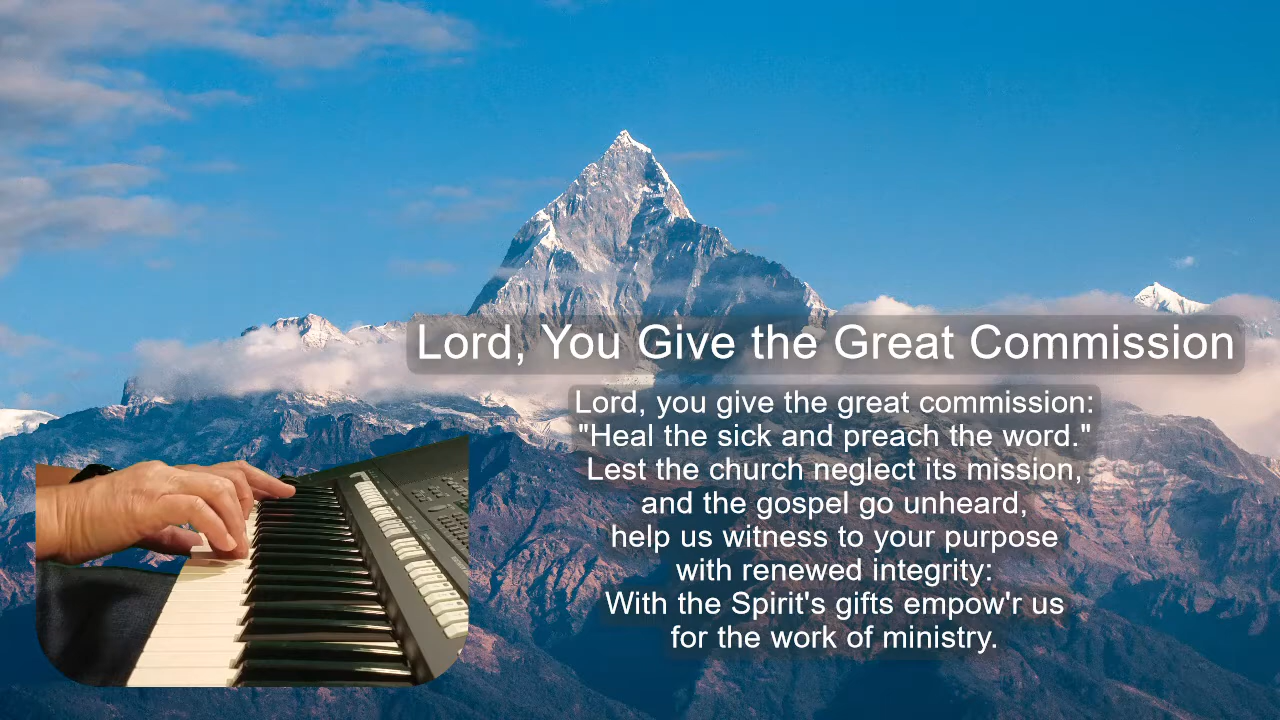 Lord, You Give the Great Commission
Lord, you give the great commission:
"Heal the sick and preach the word."
Lest the church neglect its mission,
and the gospel go unheard,
help us witness to your purpose
with renewed integrity:
With the Spirit's gifts empow'r us
for the work of ministry.